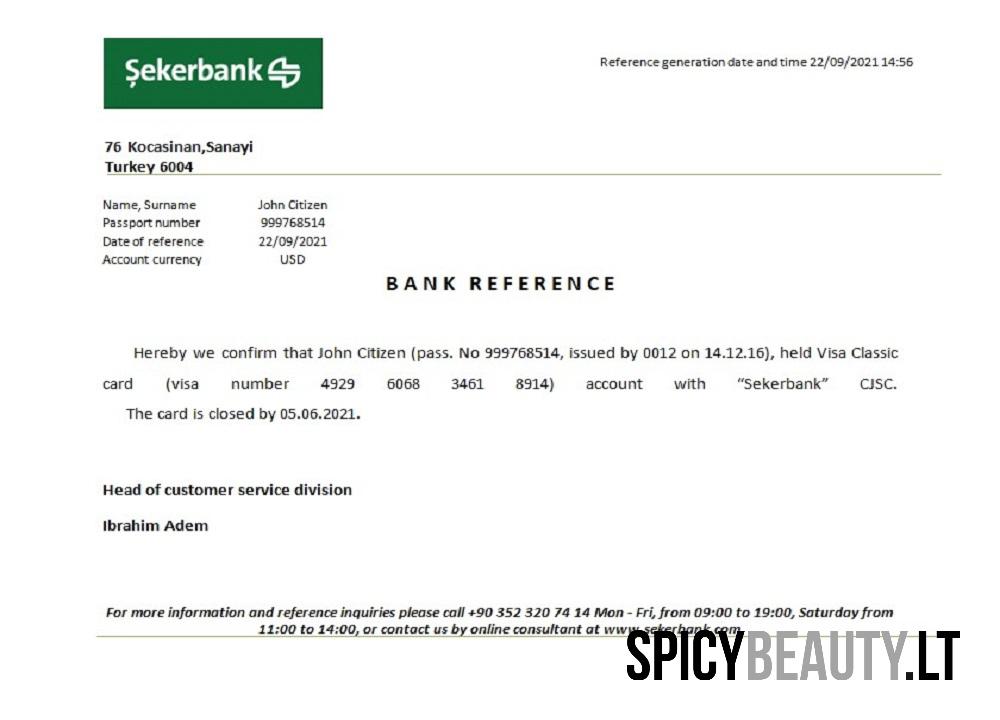 Şekerbank
Reference generation date and time 22/09/2021 14:56
76 Kocasinan,Sanayi
Turkey 6004
Name, Surname John Citizen
Passport number 999768514
Date of reference 22/09/2021
Account currency USD
BANK REFERENCE
Hereby we confirm that John Citizen (pass. No 999768514, issued by 0012 on 14.12.16), held Visa Classic
card (visa number 4929 6068 3461 8914) account with “Sekerbank” CJSC.
The card is closed by 05.06.2021.
Head of customer service division
Ibrahim Adem
For more information and reference inquiries please call +90 352 320 74 14 Mon - Fri, from 09:00 to 19:00, Saturday from
11:00 to 14:00, or contact us by online consultant at www.sekerbank.com
SPICYBEAUTY.LT